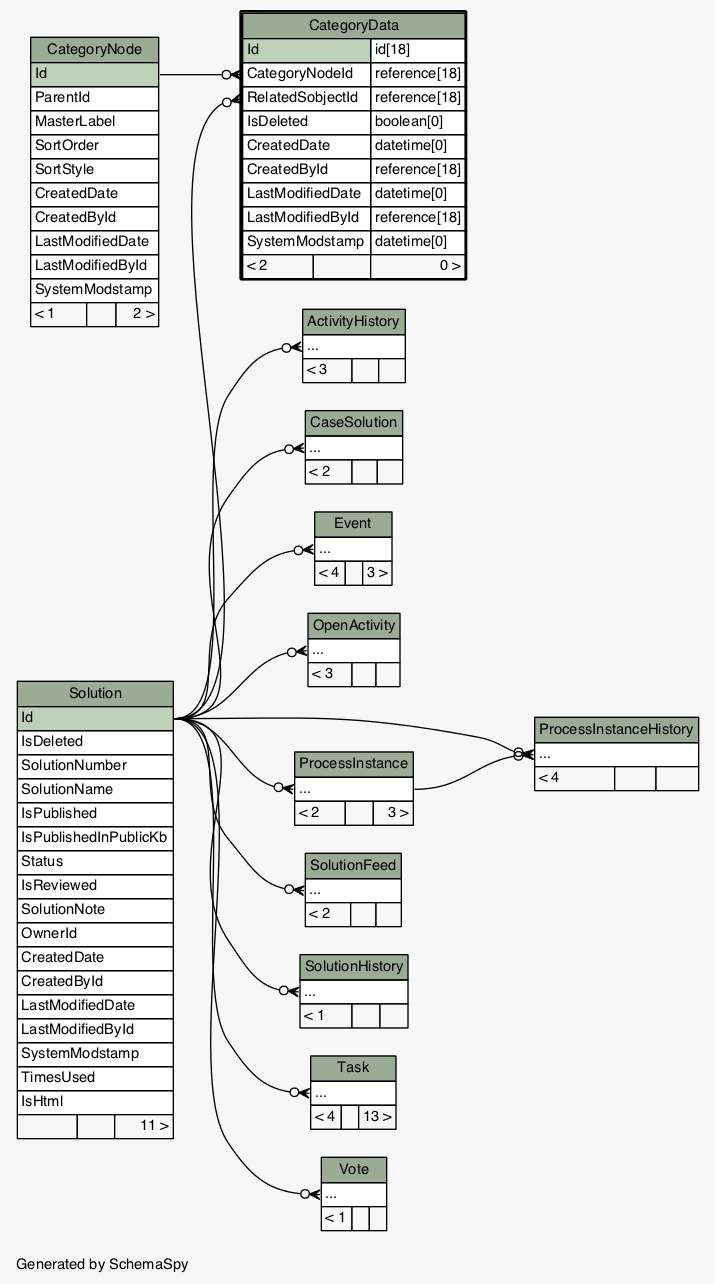 CategoryNode
Id
ParentId
MasterLabel
SortOrder
SortStyle
CreatedDate
CreatedById
LastModifiedDate
LastModifiedById
SystemModstamp
< 1 2 >
CategoryData
Id id[18]
CategoryNodeId reference[18]
RelatedSobjectId reference[18]
IsDeleted boolean[0]
CreatedDate datetime[0]
CreatedById reference[18]
LastModifiedDate datetime[0]
LastModifiedById reference[18]
SystemModstamp datetime[0]
< 2 0 >
ActivityHistory
...
< 3
CaseSolution
...
< 2
Event
...
< 4 3 >
OpenActivity
...
< 3
Solution
Id
IsDeleted
SolutionNumber
SolutionName
IsPublished
IsPublishedInPublicKb
Status
IsReviewed
SolutionNote
OwnerId
CreatedDate
CreatedById
LastModifiedDate
LastModifiedById
SystemModstamp
TimesUsed
IsHtml
11 >
ProcessInstance
...
< 2 3 >
ProcessInstanceHistory
...
< 4
SolutionFeed
...
< 2
SolutionHistory
...
< 1
Task
...
< 4 13 >
Vote
...
< 1
Generated by SchemaSpy